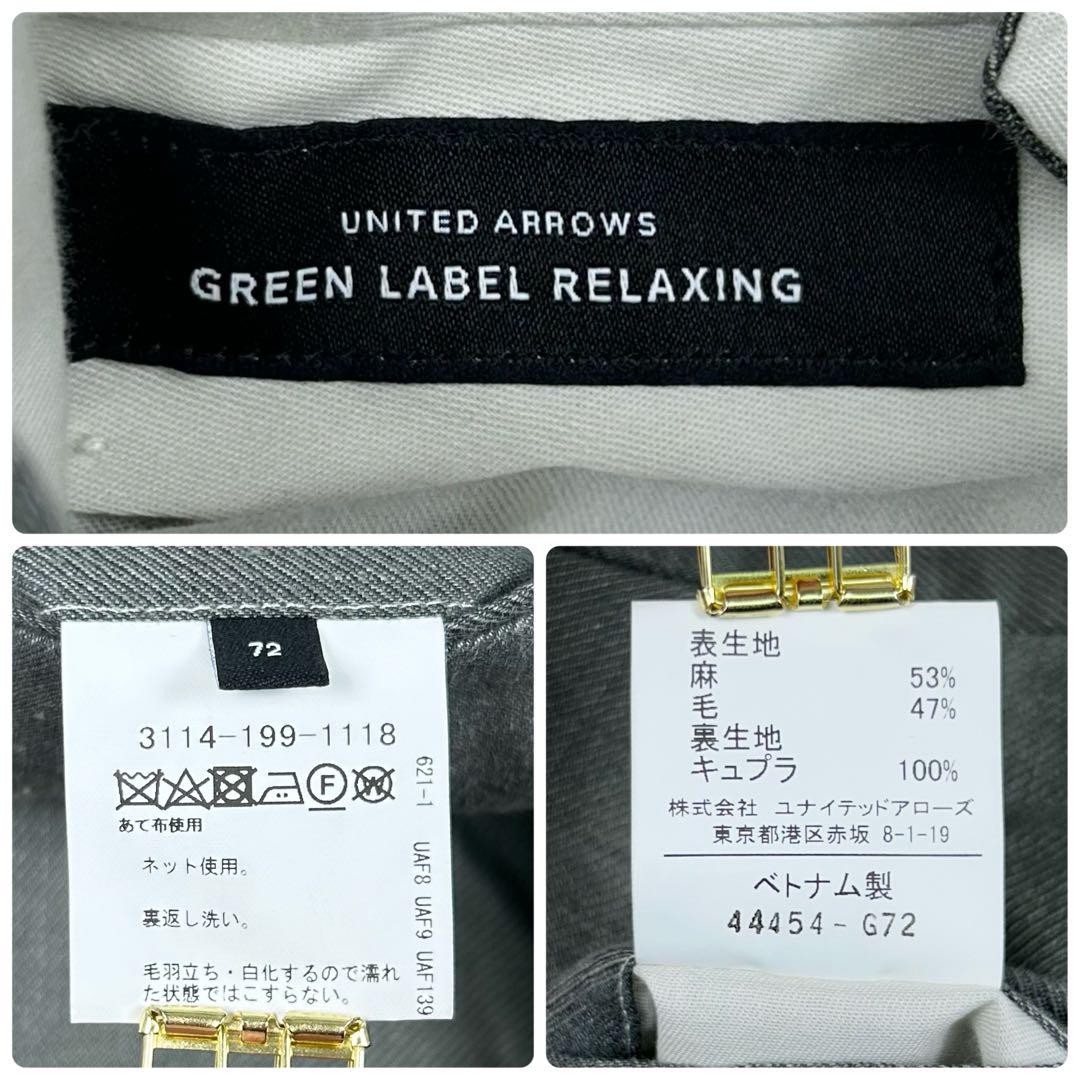 UNITED ARROWS
GREEN LABEL RELAXING
72
3114-199-1118
F W
あて布使用
ネット使用。
裏返し洗い。
毛羽立ち・白化するので濡れ
た状態ではこすらない。
621-1 UAF8 UAF9 UAF139
表生地
麻 53%
毛 47%
裏生地
キュプラ 100%
株式会社 ユナイテッドアローズ
東京都港区赤坂 8-1-19
ベトナム製
44454-G72